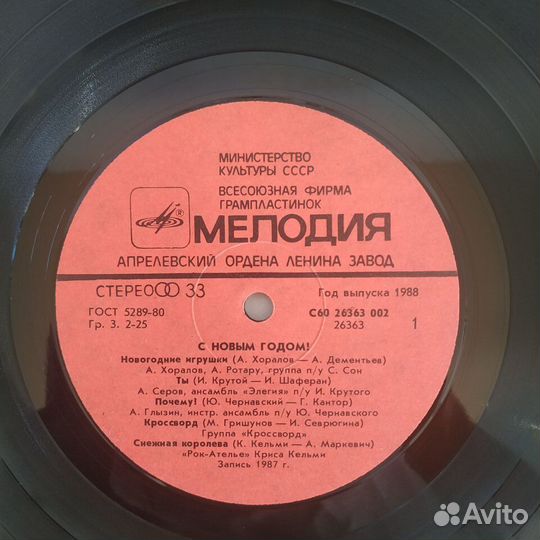 МИНИСТЕРСТВО
КУЛЬТУРЫ СССР
ВСЕСОЮЗНАЯ ФИРМА
ГРАМПЛАСТИНОК
® МЕЛОДИЯ
АПРЕЛЕВСКИЙ ОРДЕНА ЛЕНИНА ЗАВОД
СТЕРЕО 33
Год выпуска 1988
ГОСТ 5289-80
С60 26363 002
Гр. 3. 2-25
26363
1
С НОВЫМ ГОДОМ!
Новогодние игрушки (А. Хоралов — А. Дементьев)
А. Хоралов, А. Ротару, группа п/у С. Сон
Ты (И. Крутой — И. Шаферан)
А. Серов, ансамбль «Элегия» п/у И. Крутого
Почему! (Ю. Чернавский — Г. Кантор)
А. Глызин, инстр. ансамбль п/у Ю. Чернавского
Кроссворд (М. Гришунов — И. Севрюгина)
Группа «Кроссворд»
Снежная королева (К. Кельми — А. Маркевич)
«Рок-Ателье» Криса Кельми
Запись 1987 г.
Avito